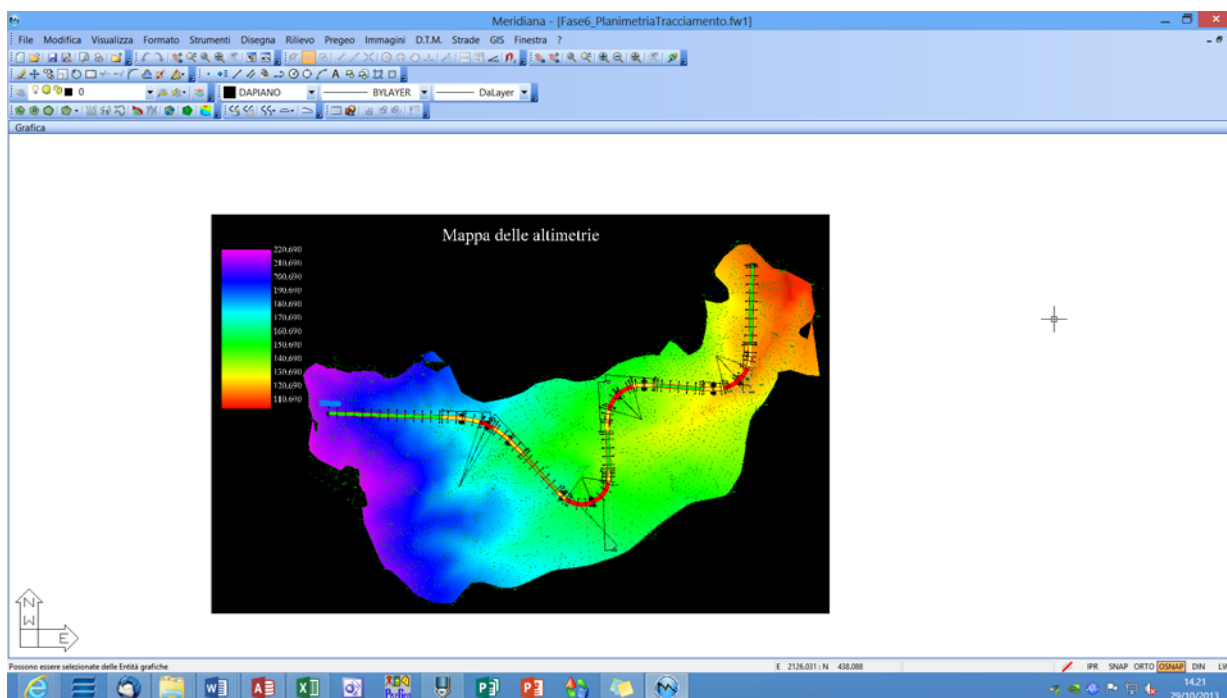 Meridiana - [Fase6_PlanimetriaTracciamento.fw1]
File Modifica Visualizza Formato Strumenti Disegna Rilievo Pregeo Immagini D.T.M. Strade GIS Finestra ?
0 DAPIANO BYLAYER DaLayer
Grafica
Mappa delle altimetrie
220.690
210.690
200.690
190.690
180.690
170.690
160.690
150.690
140.690
130.690
120.690
110.690
N
W
E
Possono essere selezionate delle Entità grafiche E 2126.031 : N 438.088 IPR SNAP ORTO OSNAP DIN
PreGeo
14.21